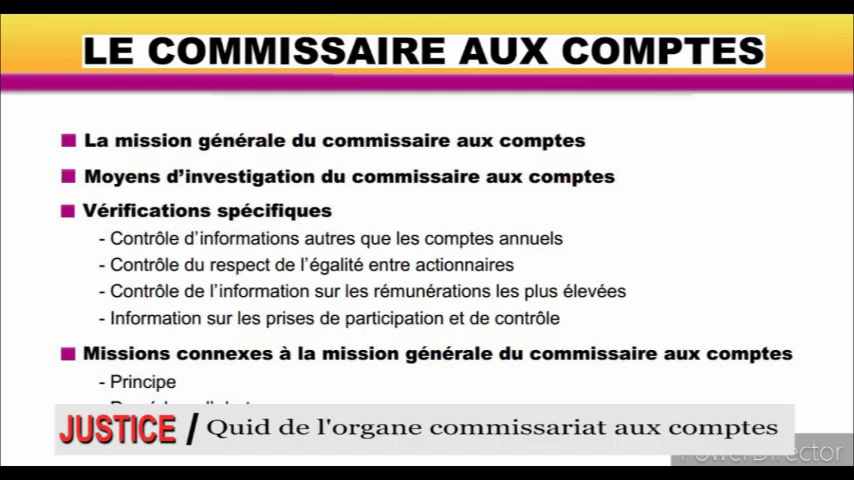 LE COMMISSAIRE AUX COMPTES
La mission générale du commissaire aux comptes
Moyens d'investigation du commissaire aux comptes
Vérifications spécifiques
- Contrôle d'informations autres que les comptes annuels
- Contrôle du respect de l'égalité entre actionnaires
- Contrôle de l'information sur les rémunérations les plus élevées
- Information sur les prises de participation et de contrôle
Missions connexes à la mission générale du commissaire aux comptes
- Principe
JUSTICE / Quid de l'organe commissariat aux comptes
PowerDirector